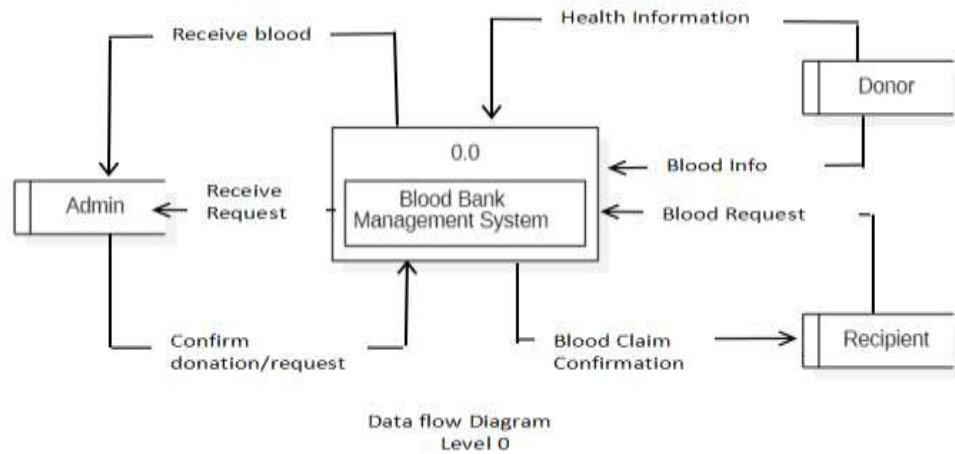 Receive blood
Health Information
Donor
0.0
Blood Info
Admin
Receive
Request
Blood Bank
Management System
Blood Request
Confirm
donation/request
Blood Claim
Confirmation
Recipient
Data flow Diagram
Level 0